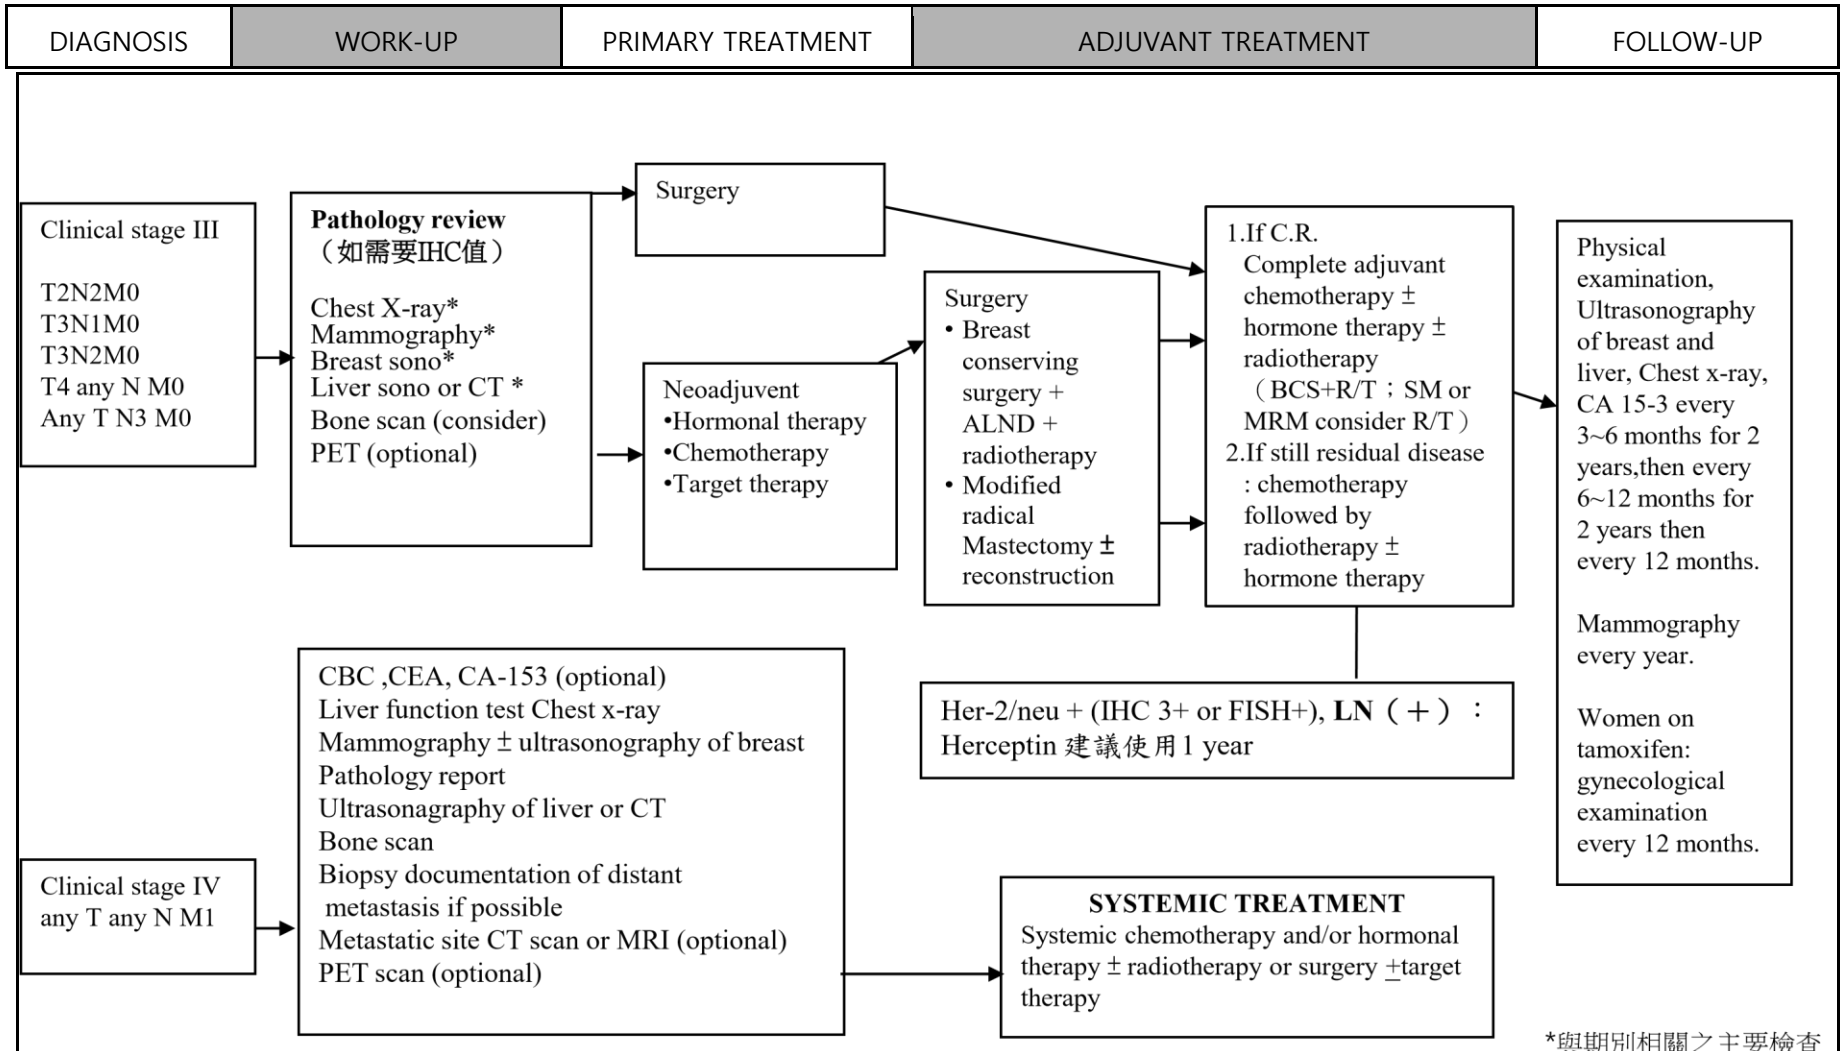 DIAGNOSIS
WORK-UP
PRIMARY TREATMENT
ADJUVANT TREATMENT
FOLLOW-UP
Clinical stage III
T2N2M0
T3N1M0
T3N2M0
T4 any N M0
Any T N3 M0
Pathology review
（如需要IHC值）
Chest X-ray*
Mammography*
Breast sono*
Liver sono or CT *
Bone scan (consider)
PET (optional)
Surgery
Neoadjuvent
•Hormonal therapy
•Chemotherapy
•Target therapy
Surgery
• Breast
conserving
surgery +
ALND +
radiotherapy
• Modified
radical
Mastectomy ±
reconstruction
1.If C.R.
Complete adjuvant
chemotherapy ±
hormone therapy ±
radiotherapy
（BCS+R/T；SM or
MRM consider R/T）
2.If still residual disease
: chemotherapy
followed by
radiotherapy ±
hormone therapy
Her-2/neu + (IHC 3+ or FISH+), LN（＋）：
Herceptin 建議使用1 year
Physical
examination,
Ultrasonography
of breast and
liver, Chest x-ray,
CA 15-3 every
3~6 months for 2
years,then every
6~12 months for
2 years then
every 12 months.
Mammography
every year.
Women on
tamoxifen:
gynecological
examination
every 12 months.
Clinical stage IV
any T any N M1
CBC ,CEA, CA-153 (optional)
Liver function test Chest x-ray
Mammography ± ultrasonography of breast
Pathology report
Ultrasonagraphy of liver or CT
Bone scan
Biopsy documentation of distant
metastasis if possible
Metastatic site CT scan or MRI (optional)
PET scan (optional)
SYSTEMIC TREATMENT
Systemic chemotherapy and/or hormonal
therapy ± radiotherapy or surgery ±target
therapy
*與期別相關之主要檢查